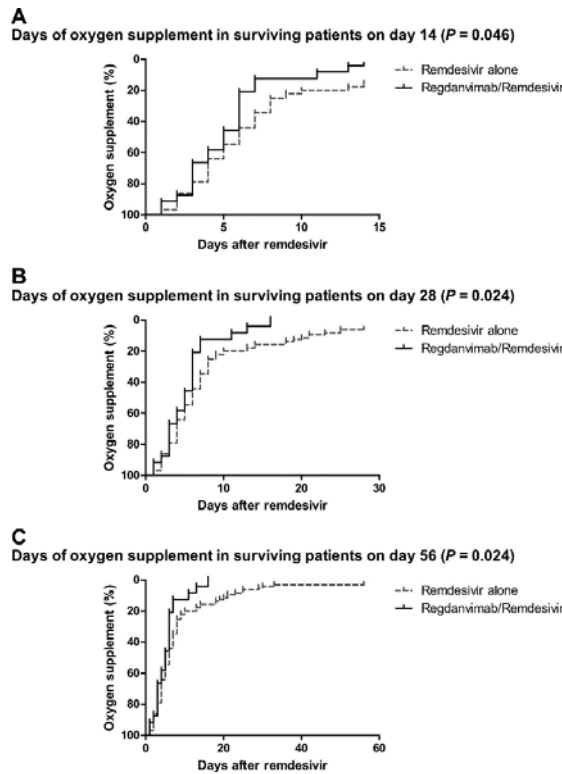 A
Days of oxygen supplement in surviving patients on day 14 (P = 0.046)
Oxygen supplement (%)
0
20
40
60
80
100
0
5
10
15
Days after remdesivir
Remdesivir alone
Regdanvimab/Remdesivir
B
Days of oxygen supplement in surviving patients on day 28 (P = 0.024)
Oxygen supplement (%)
0
20
40
60
80
100
0
10
20
30
Days after remdesivir
Remdesivir alone
Regdanvimab/Remdesivir
C
Days of oxygen supplement in surviving patients on day 56 (P = 0.024)
Oxygen supplement (%)
0
20
40
60
80
100
0
20
40
60
Days after remdesivir
Remdesivir alone
Regdanvimab/Remdesivir